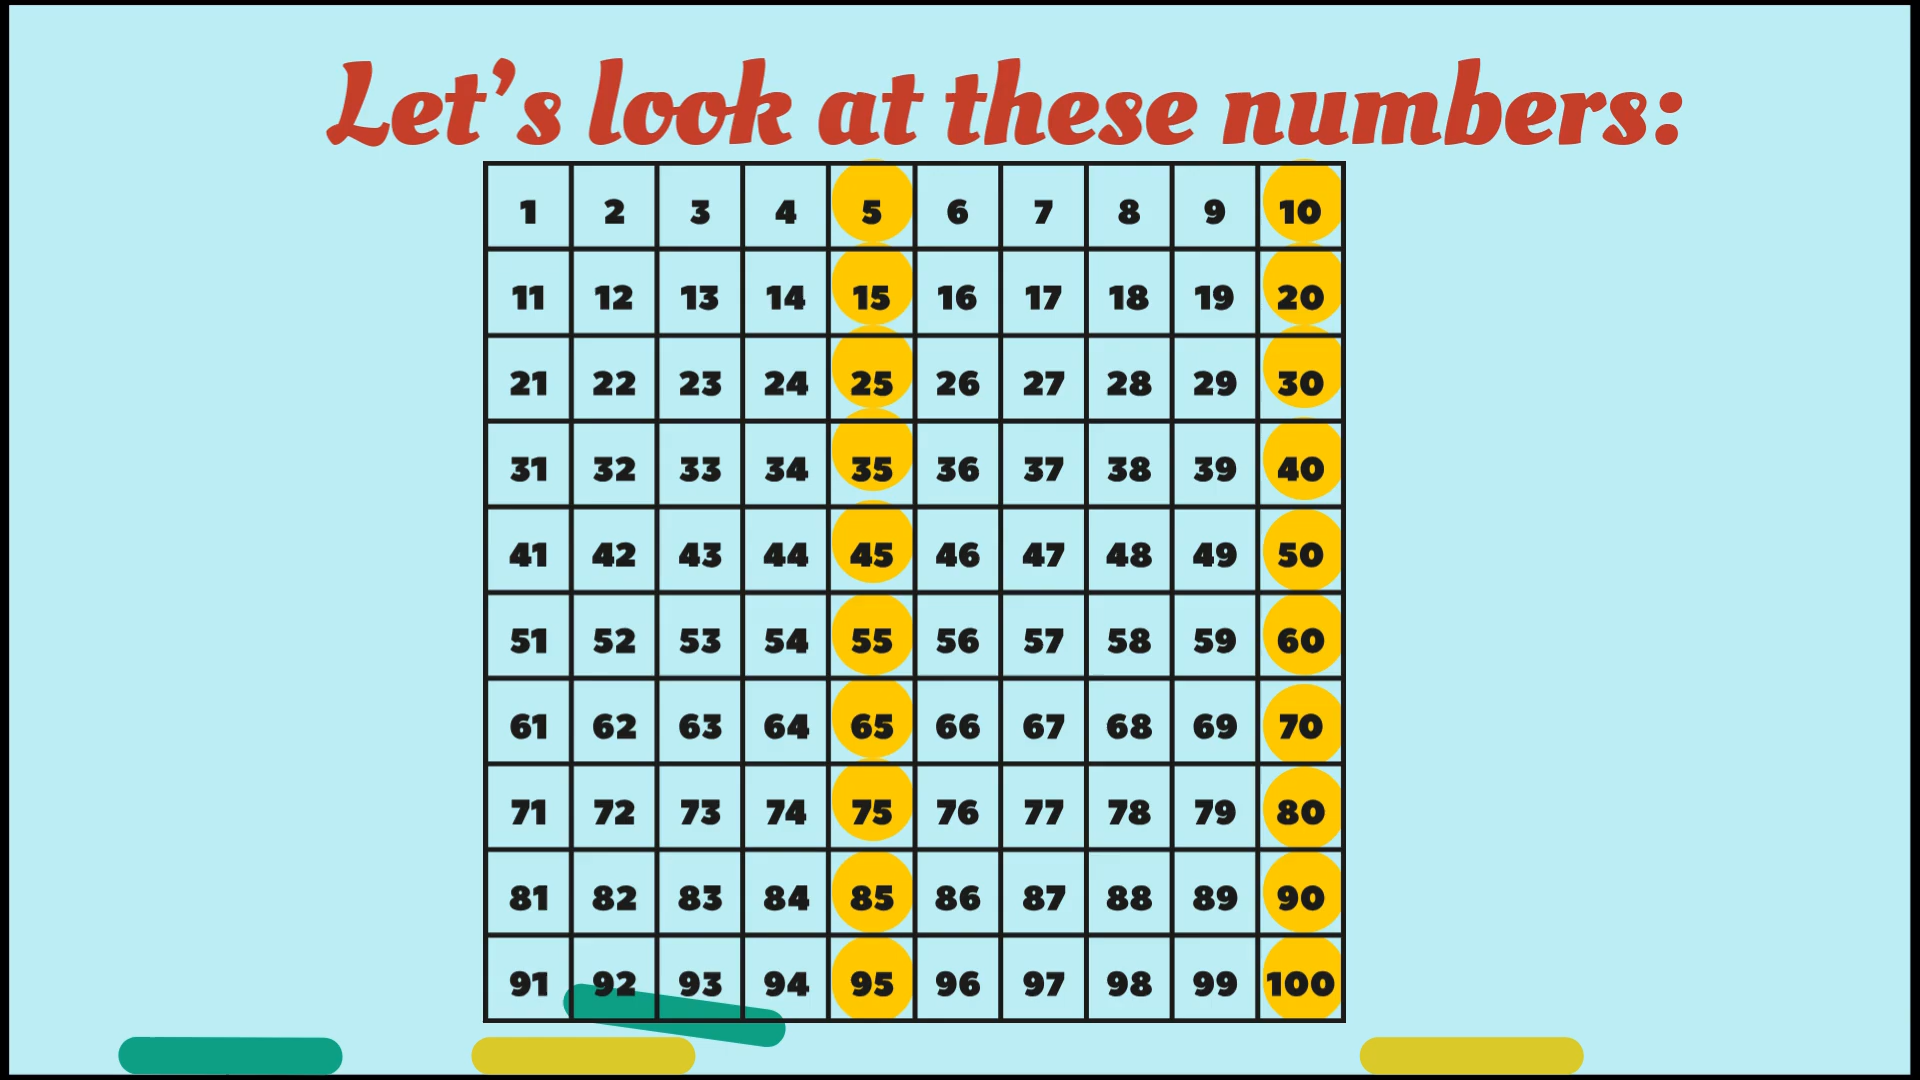 Let's look at these numbers:
1 2 3 4 5 6 7 8 9 10
11 12 13 14 15 16 17 18 19 20
21 22 23 24 25 26 27 28 29 30
31 32 33 34 35 36 37 38 39 40
41 42 43 44 45 46 47 48 49 50
51 52 53 54 55 56 57 58 59 60
61 62 63 64 65 66 67 68 69 70
71 72 73 74 75 76 77 78 79 80
81 82 83 84 85 86 87 88 89 90
91 92 93 94 95 96 97 98 99 100